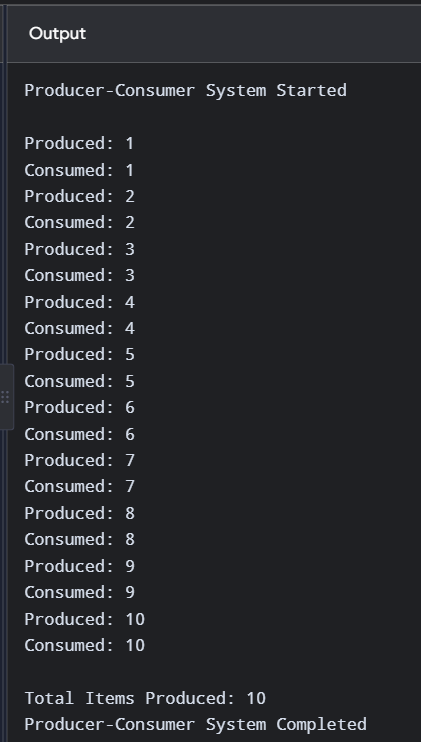 Output
Producer-Consumer System Started
Produced: 1
Consumed: 1
Produced: 2
Consumed: 2
Produced: 3
Consumed: 3
Produced: 4
Consumed: 4
Produced: 5
Consumed: 5
Produced: 6
Consumed: 6
Produced: 7
Consumed: 7
Produced: 8
Consumed: 8
Produced: 9
Consumed: 9
Produced: 10
Consumed: 10
Total Items Produced: 10
Producer-Consumer System Completed